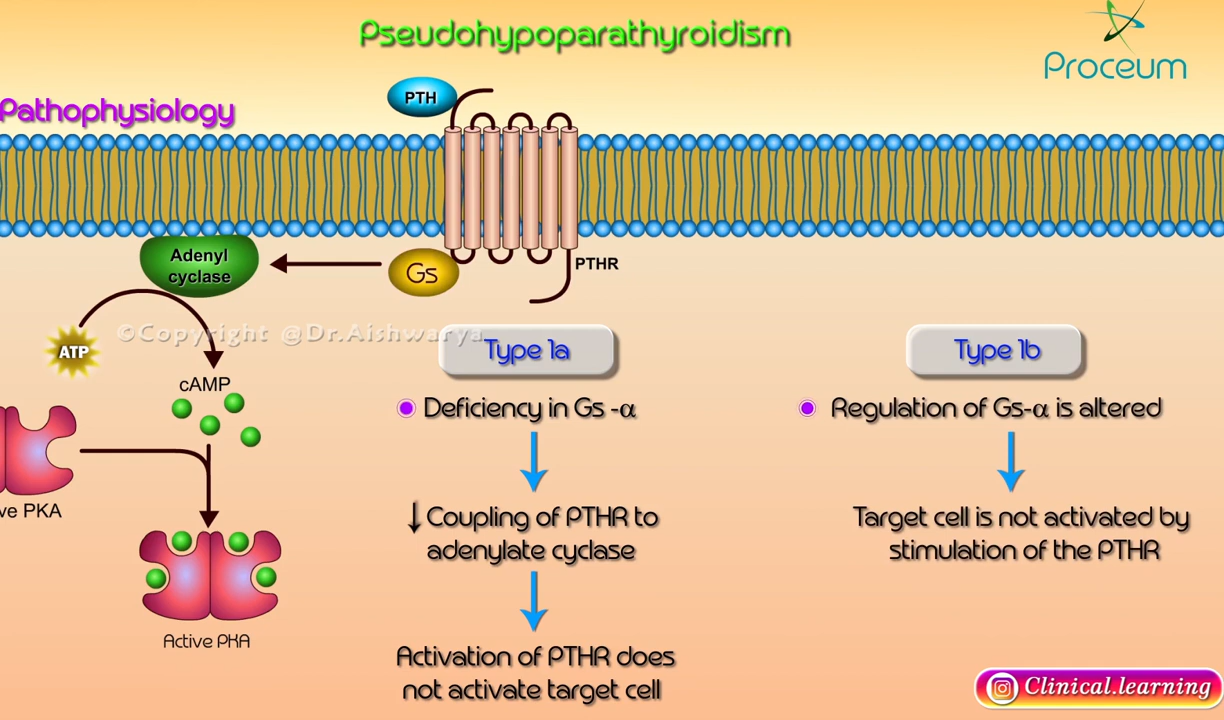 Pseudohypoparathyroidism
Proceum
Pathophysiology
PTH
Adenyl
cyclase
Gs
PTHR
©Copyright @Dr.Aishwarya
ATP
cAMP
ve PKA
Active PKA
Type 1a
Deficiency in Gs -α
↓ Coupling of PTHR to
adenylate cyclase
Activation of PTHR does
not activate target cell
Type 1b
Regulation of Gs-α is altered
Target cell is not activated by
stimulation of the PTHR
Clinical.learning